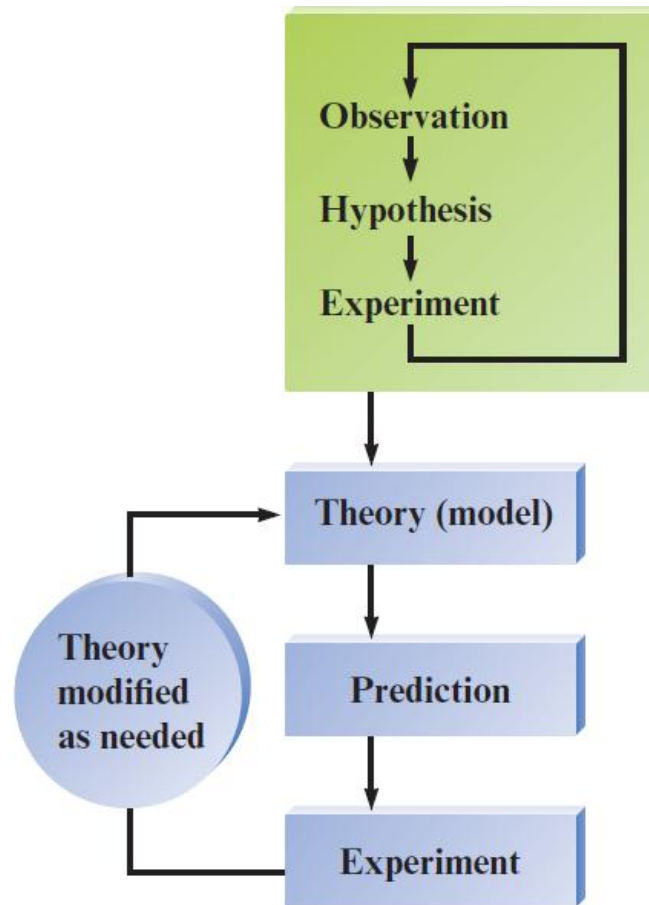 Observation
Hypothesis
Experiment
Theory (model)
Theory
modified
as needed
Prediction
Experiment